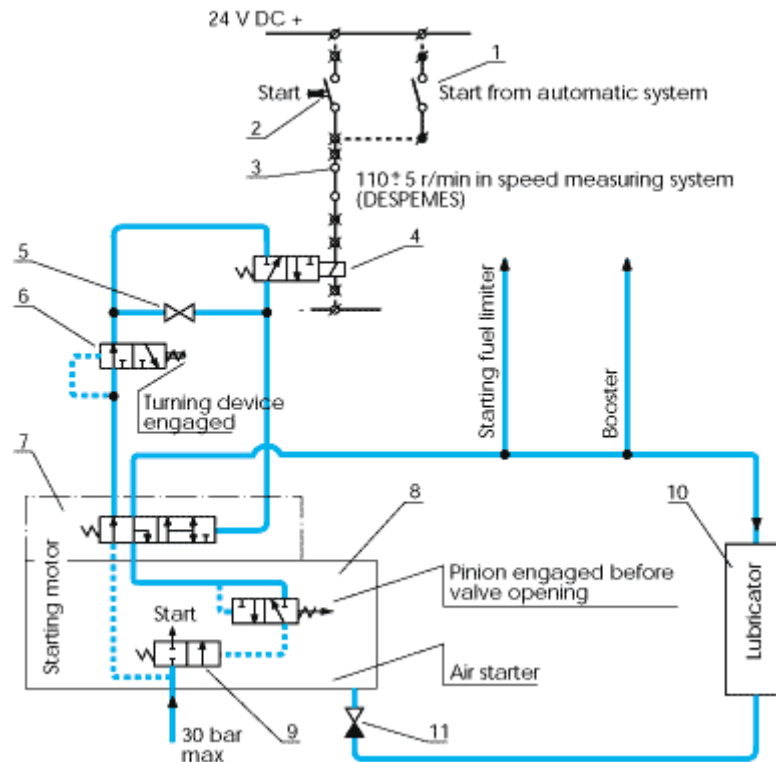 24 V DC +
1
Start
Start from automatic system
2
3
110 ± 5 r/min in speed measuring system
(DESPEMES)
4
5
6
Turning device
engaged
Starting fuel limiter
Booster
7
8
10
Pinion engaged before
valve opening
Starting motor
Start
Lubricator
Air starter
9
11
30 bar
max